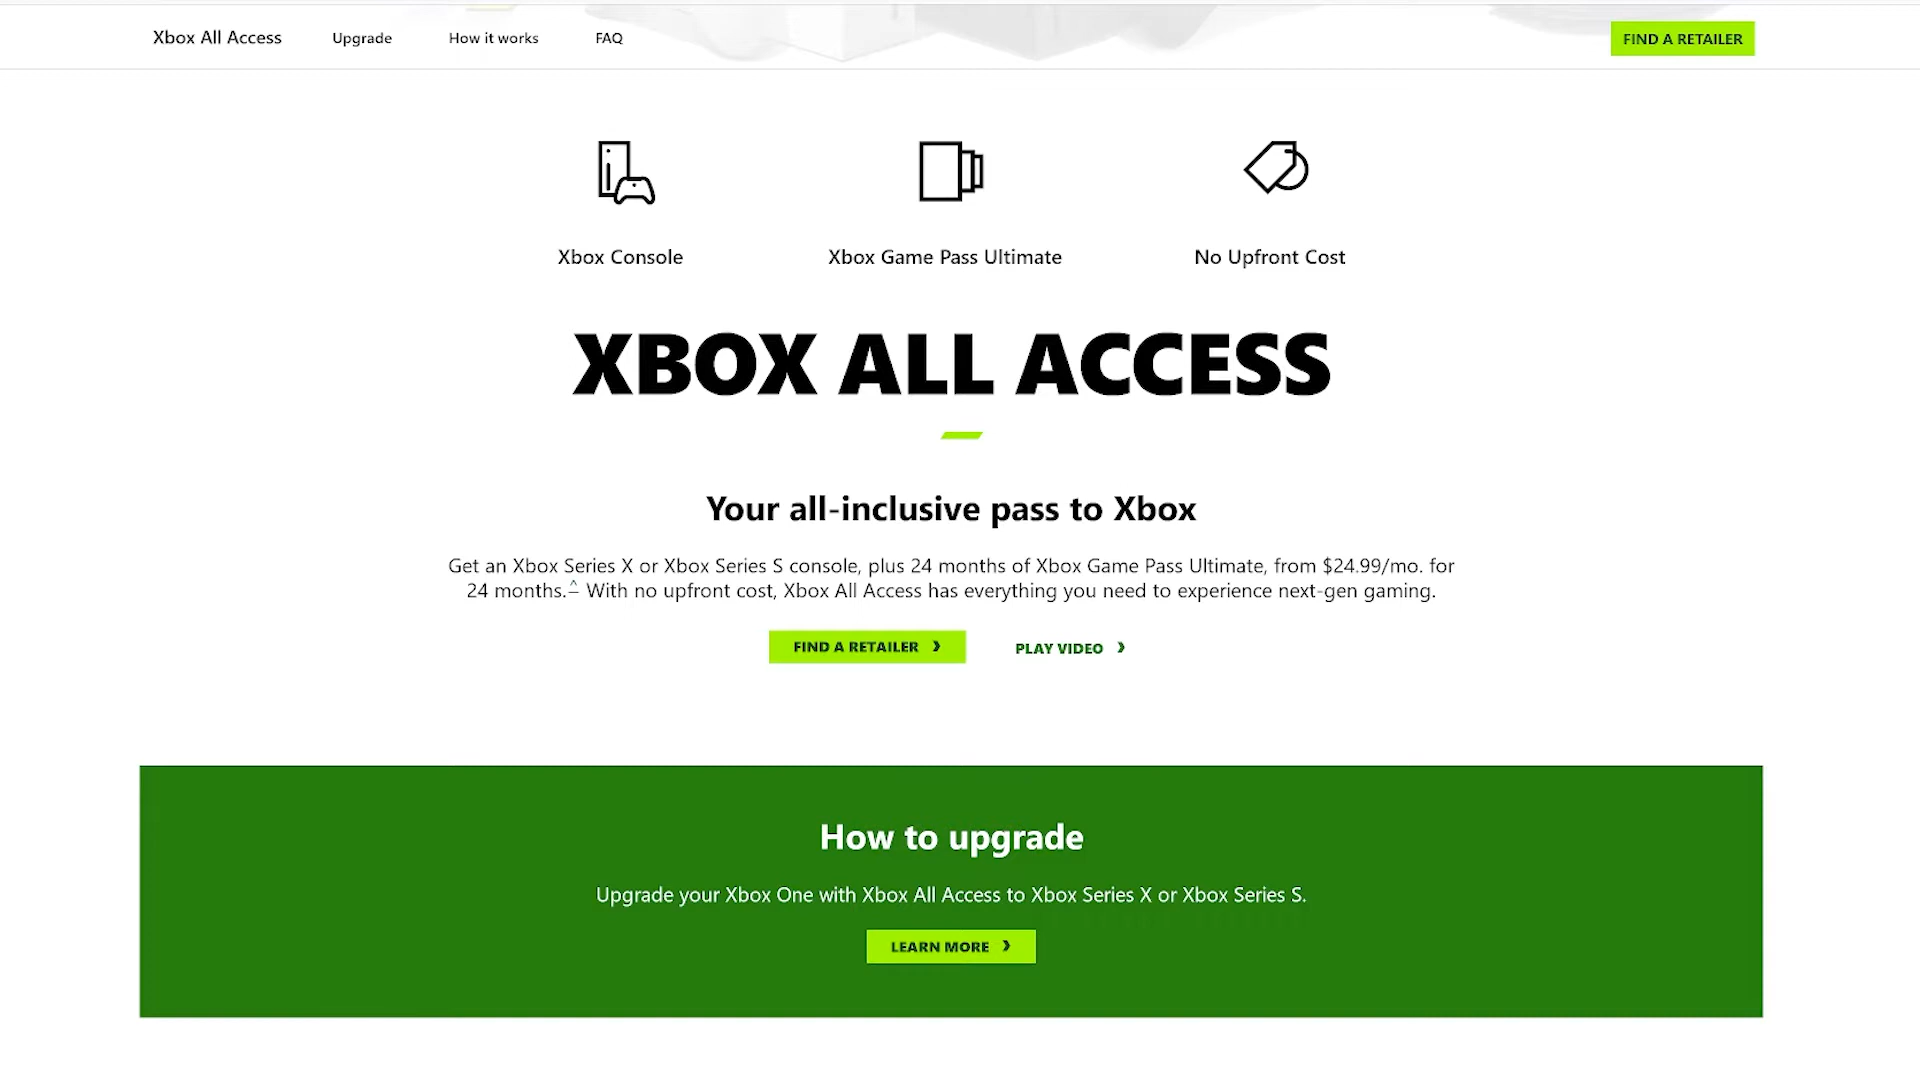 Xbox All Access
Upgrade
How it works
FAQ
FIND A RETAILER
Xbox Console
Xbox Game Pass Ultimate
No Upfront Cost
XBOX ALL ACCESS
Your all-inclusive pass to Xbox
Get an Xbox Series X or Xbox Series S console, plus 24 months of Xbox Game Pass Ultimate, from $24.99/mo. for
24 months.^ With no upfront cost, Xbox All Access has everything you need to experience next-gen gaming.
FIND A RETAILER
PLAY VIDEO
How to upgrade
Upgrade your Xbox One with Xbox All Access to Xbox Series X or Xbox Series S.
LEARN MORE